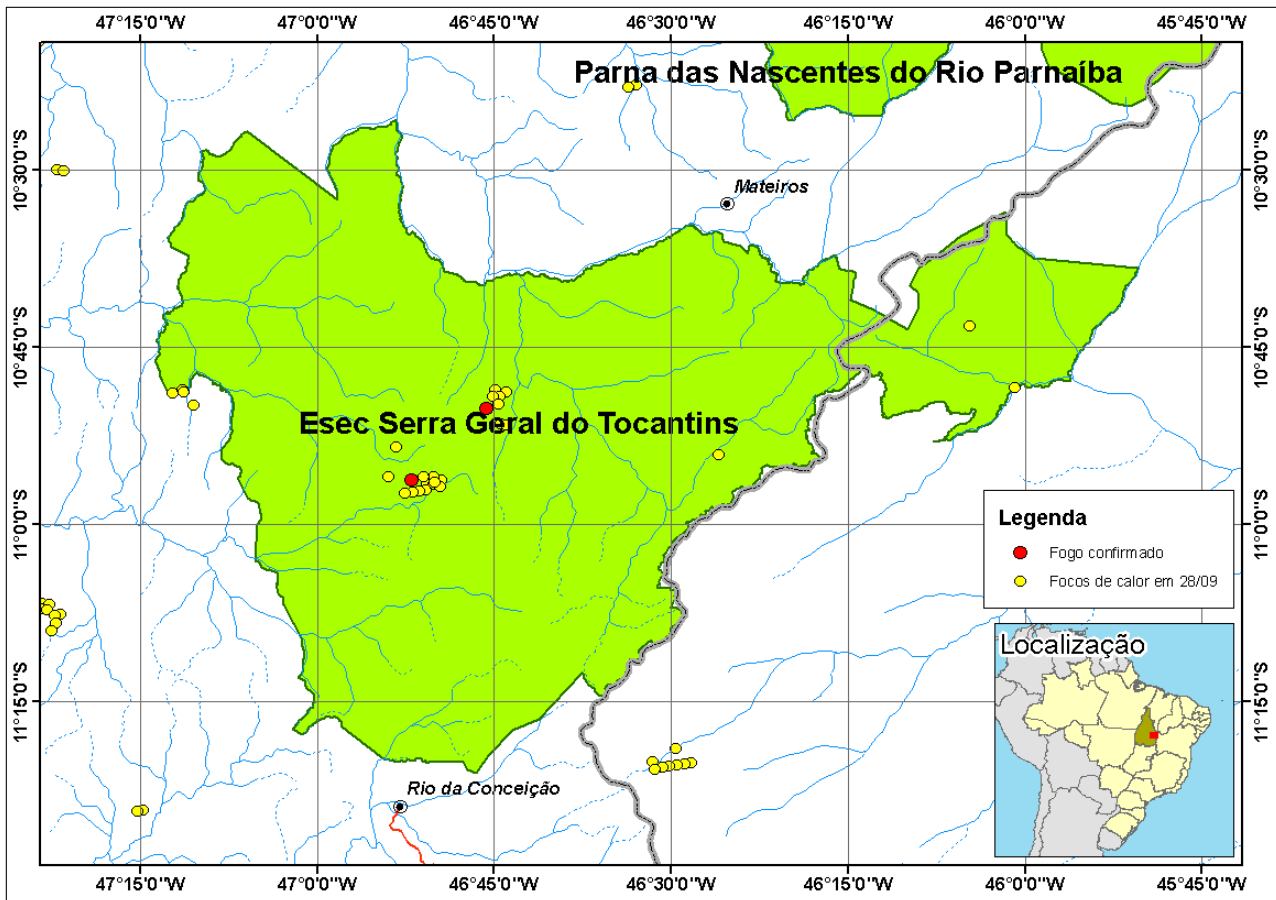 47°15'0"W 47°0'0"W 46°45'0"W 46°30'0"W 46°15'0"W 46°0'0"W 45°45'0"W
Parna das Nascentes do Rio Parnaíba
10°30'0"S 10°30'0"S
Mateiros
10°45'0"S 10°45'0"S
Esec Serra Geral do Tocantins
11°0'0"S 11°0'0"S
Legenda
Fogo confirmado
Focos de calor em 28/09
Localização
11°15'0"S 11°15'0"S
Rio da Conceição
47°15'0"W 47°0'0"W 46°45'0"W 46°30'0"W 46°15'0"W 46°0'0"W 45°45'0"W